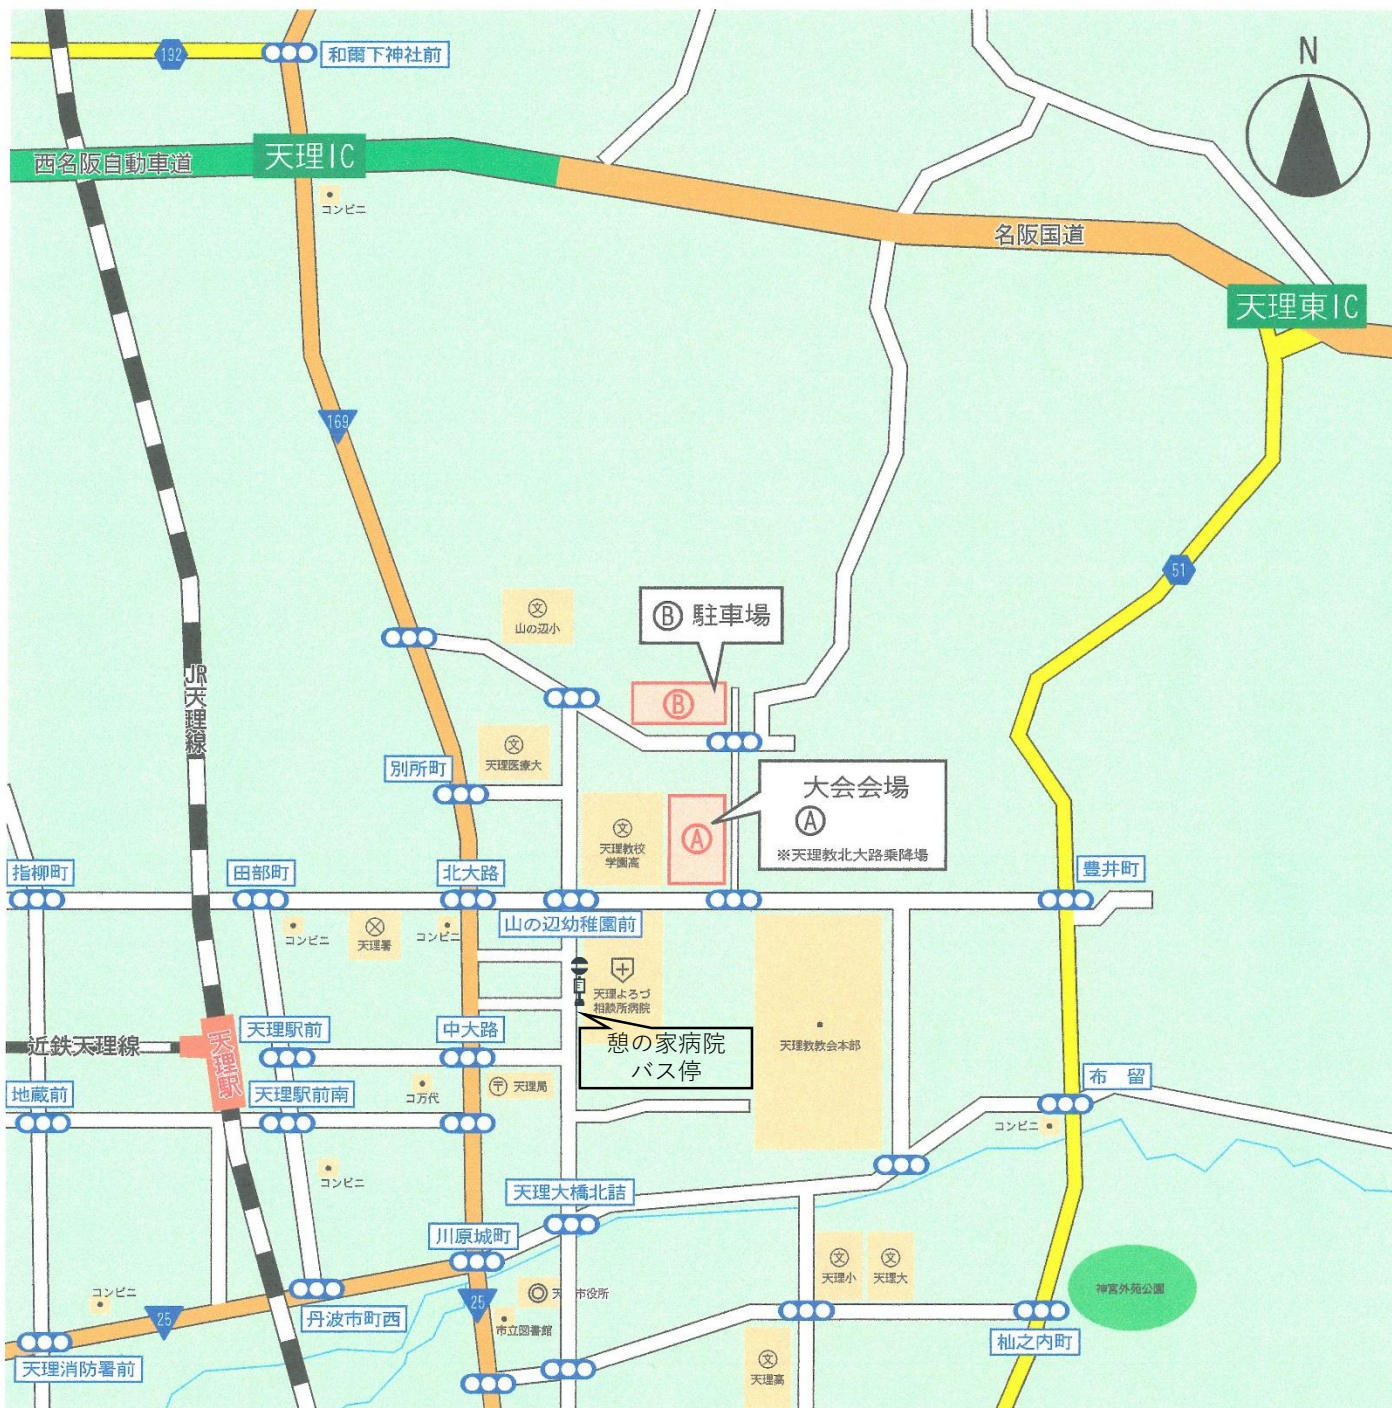 192
和爾下神社前
N
西名阪自動車道
天理IC
コンビニ
名阪国道
天理東IC
169
51
文
山の辺小
Ⓑ 駐車場
JR天理線
Ⓑ
別所町
文
天理医療大
大会会場
Ⓐ
※天理教北大路乗降場
文
天理教校
学園高
Ⓐ
指柳町
田部町
北大路
豊井町
山の辺幼稚園前
コンビニ
天理署
コンビニ
天理よろづ
相談所病院
近鉄天理線
天理駅
天理駅前
中大路
憩の家病院
バス停
天理教教会本部
地蔵前
天理駅前南
コ万代
〒
天理局
布 留
コンビニ
コンビニ
天理大橋北詰
川原城町
文
天理小
文
天理大
神宮外苑公園
コンビニ
25
丹波市町西
25
天
市役所
市立図書館
杣之内町
天理消防署前
文
天理高